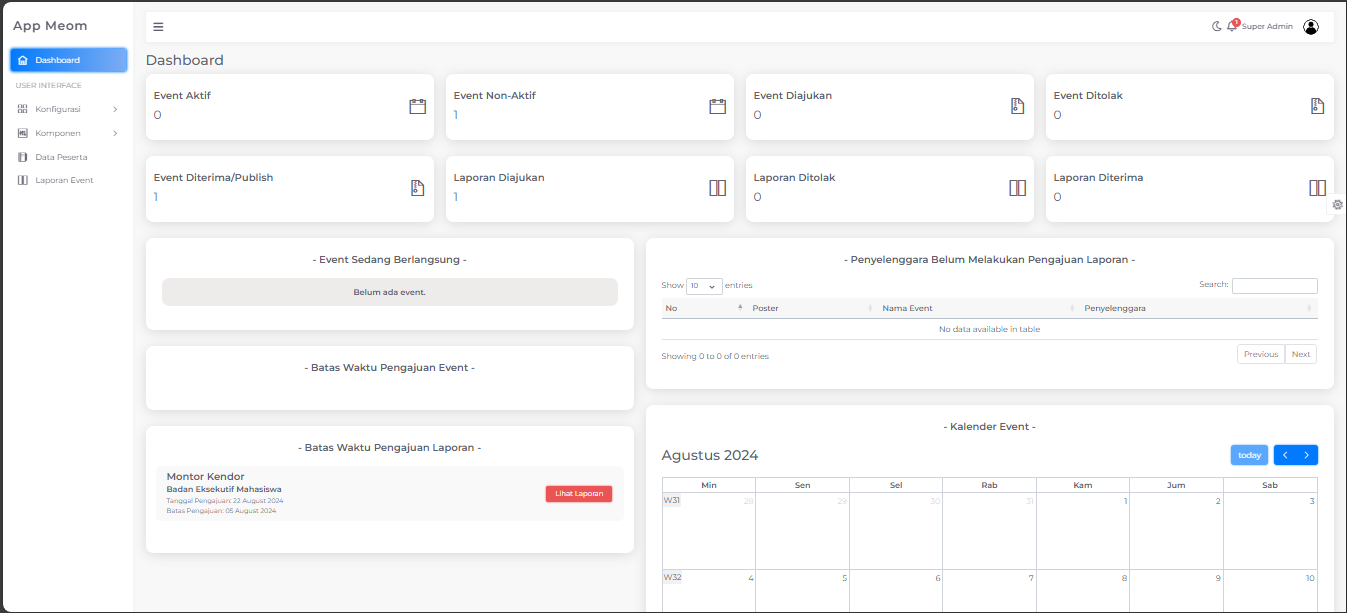 App Meom
Dashboard
USER INTERFACE
Konfigurasi
Komponen
Data Peserta
Laporan Event
1
Super Admin
Dashboard
Event Aktif
0
Event Non-Aktif
1
Event Diajukan
0
Event Ditolak
0
Event Diterima/Publish
1
Laporan Diajukan
1
Laporan Ditolak
0
Laporan Diterima
0
- Event Sedang Berlangsung -
Belum ada event.
- Batas Waktu Pengajuan Event -
- Batas Waktu Pengajuan Laporan -
Montor Kendor
Badan Eksekutif Mahasiswa
Tanggal Pengajuan: 22 August 2024
Batas Pengajuan: 05 August 2024
Lihat Laporan
- Penyelenggara Belum Melakukan Pengajuan Laporan -
Show 10 entries
Search:
No Poster Nama Event Penyelenggara
No data available in table
Showing 0 to 0 of 0 entries
Previous Next
- Kalender Event -
Agustus 2024
today
Min Sen Sel Rab Kam Jum Sab
W31 28 29 30 31 1 2 3
W32 4 5 6 7 8 9 10